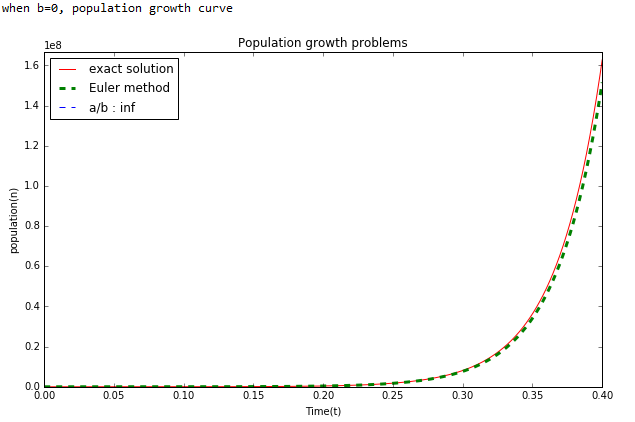 when b=0, population growth curve
1e8
Population growth problems
exact solution
Euler method
a/b : inf
1.6
1.4
1.2
1.0
0.8
0.6
0.4
0.2
0.0
population(n)
0.00 0.05 0.10 0.15 0.20 0.25 0.30 0.35 0.40
Time(t)